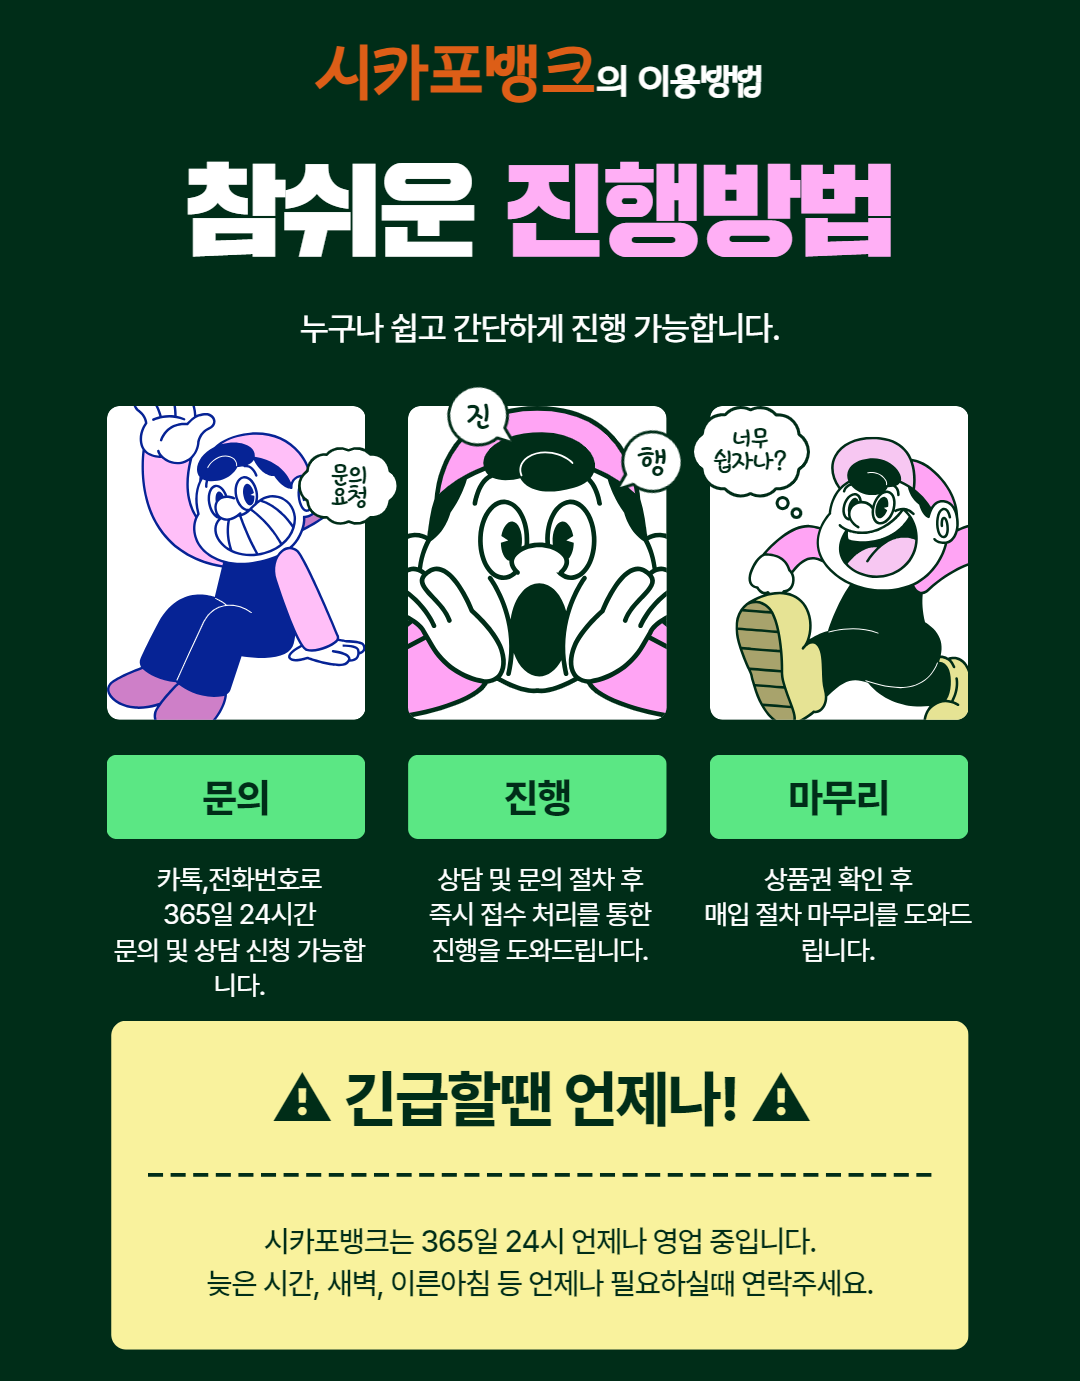 시카포뱅크의 이용방법
참쉬운 진행방법
누구나 쉽고 간단하게 진행 가능합니다.
문의
요청
진
행
너무
쉽자나?
문의
진행
마무리
카톡,전화번호로
365일 24시간
문의 및 상담 신청 가능합
니다.
상담 및 문의 절차 후
즉시 접수 처리를 통한
진행을 도와드립니다.
상품권 확인 후
매입 절차 마무리를 도와드
립니다.
⚠ 긴급할땐 언제나! ⚠
시카포뱅크는 365일 24시 언제나 영업 중입니다.
늦은 시간, 새벽, 이른아침 등 언제나 필요하실때 연락주세요.